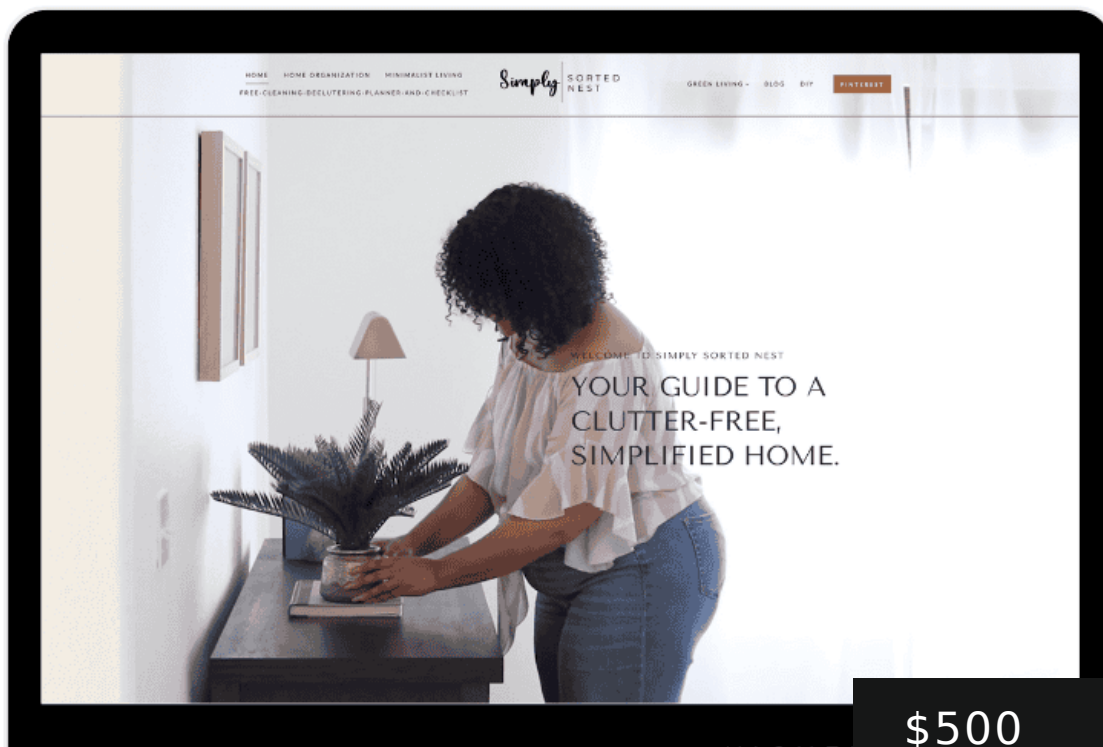 HOME HOME ORGANIZATION MINIMALIST LIVING
FREE-CLEANING-DECLUTERING-PLANNER-AND-CHECKLIST
Simply SORTED
NEST
GREEN LIVING BLOG DIY PINTEREST
WELCOME TO SIMPLY SORTED NEST
YOUR GUIDE TO A
CLUTTER-FREE,
SIMPLIFIED HOME.
$500